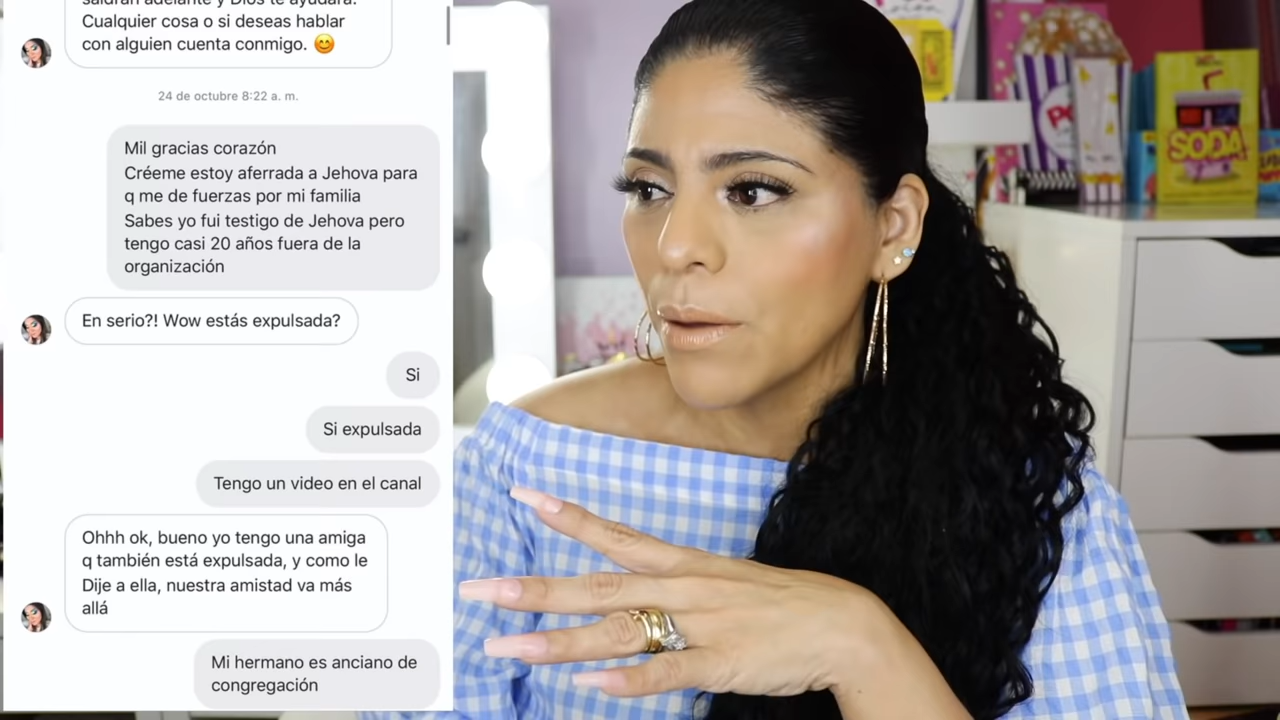 saldrán adelante y Dios te ayudará.
Cualquier cosa o si deseas hablar
con alguien cuenta conmigo. 😊
24 de octubre 8:22 a. m.
Mil gracias corazón
Créeme estoy aferrada a Jehova para
q me de fuerzas por mi familia
Sabes yo fui testigo de Jehova pero
tengo casi 20 años fuera de la
organización
En serio?! Wow estás expulsada?
Si
Si expulsada
Tengo un video en el canal
Ohhh ok, bueno yo tengo una amiga
q también está expulsada, y como le
Dije a ella, nuestra amistad va más
allá
Mi hermano es anciano de
congregación
SODA